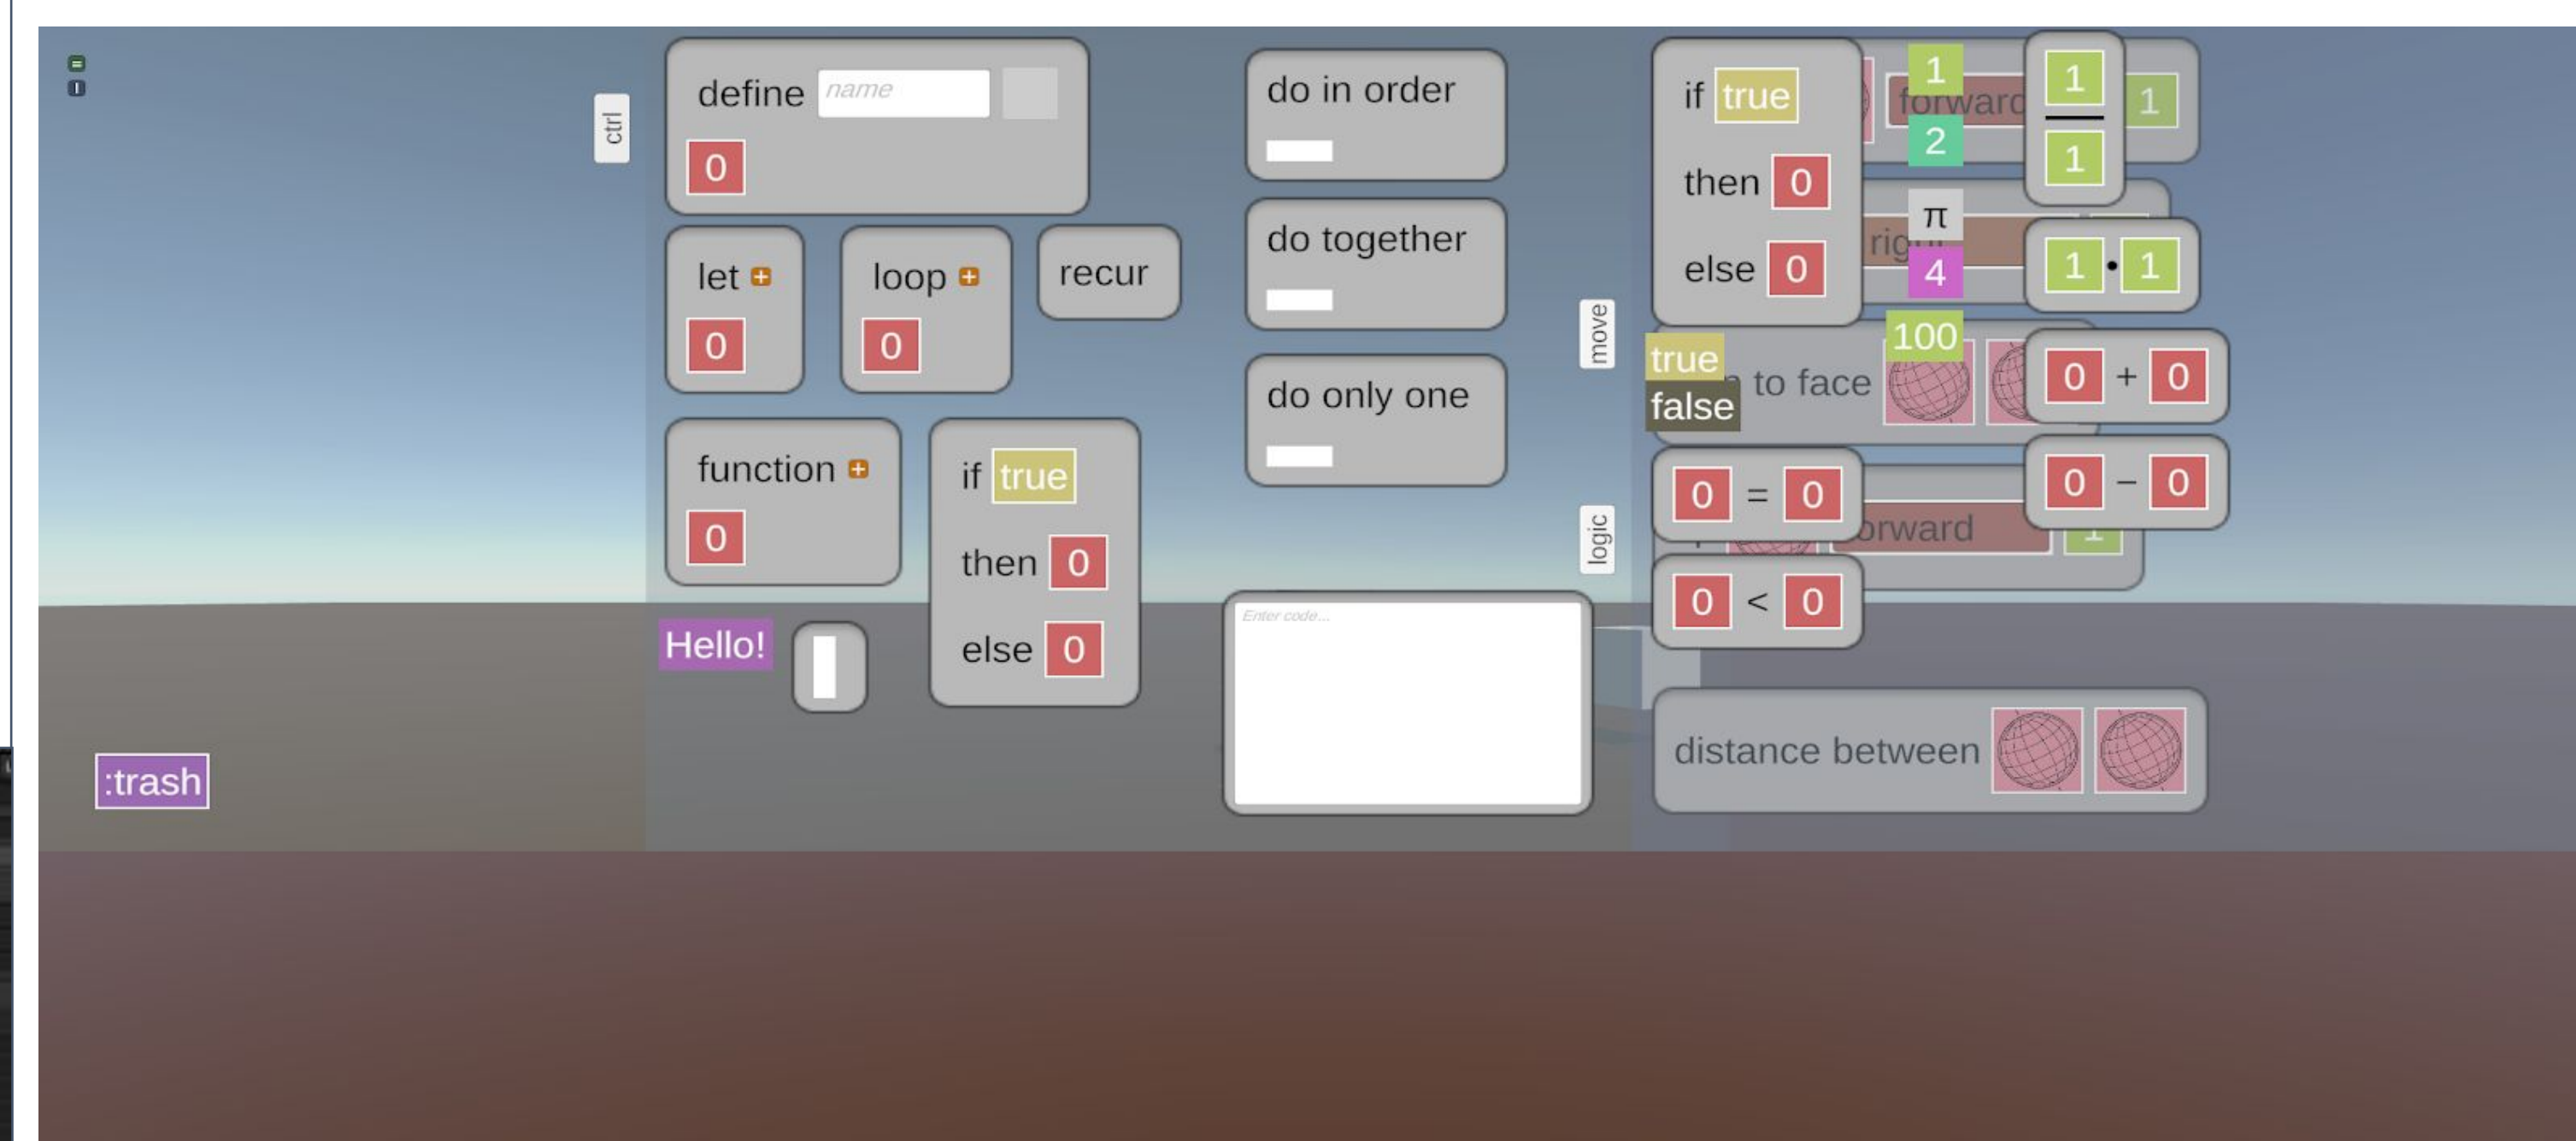 ctrl
define name
0
let +
0
loop +
0
recur
function +
0
if true
then 0
else 0
Hello!
:trash
do in order
do together
do only one
Enter code...
move
logic
if true
then 0
else 0
true
false
0 = 0
0 < 0
forward 1
1
2
π
4
100
1
1
1 • 1
0 + 0
0 − 0
to face
distance between